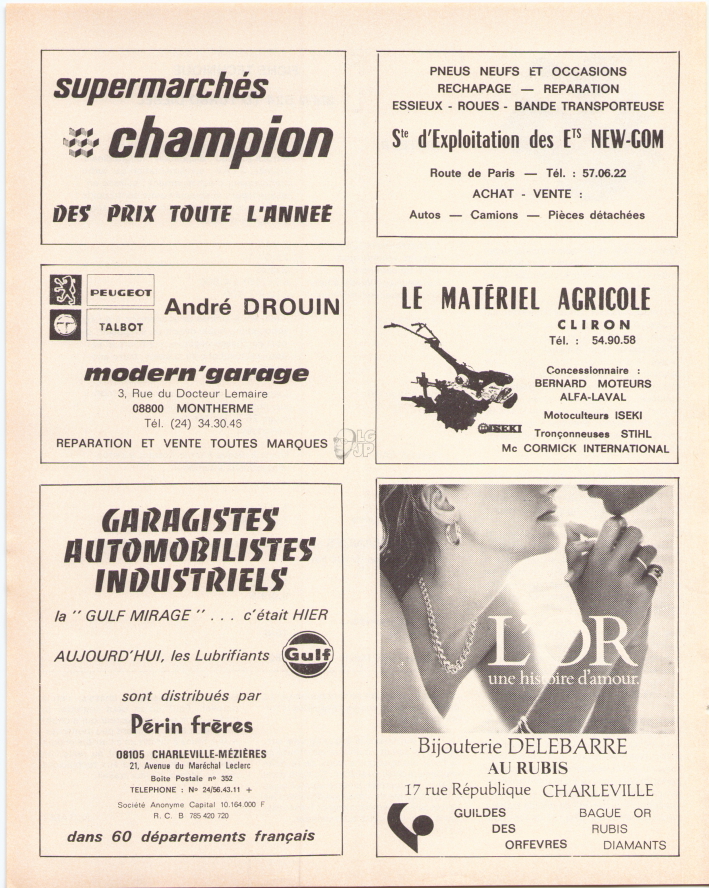 supermarchés
champion
DES PRIX TOUTE L'ANNEÉ
PNEUS NEUFS ET OCCASIONS
RECHAPAGE — REPARATION
ESSIEUX - ROUES - BANDE TRANSPORTEUSE
Ste d'Exploitation des ETS NEW-GOM
Route de Paris — Tél. : 57.06.22
ACHAT - VENTE :
Autos — Camions — Pièces détachées
PEUGEOT
TALBOT
André DROUIN
modern'garage
3, Rue du Docteur Lemaire
08800 MONTHERME
Tél. (24) 34.30.46
REPARATION ET VENTE TOUTES MARQUES
LG
JP
LE MATÉRIEL AGRICOLE
CLIRON
Tél. : 54.90.58
Concessionnaire :
BERNARD MOTEURS
ALFA-LAVAL
Motoculteurs ISEKI
ISEKI
Tronçonneuses STIHL
Mc CORMICK INTERNATIONAL
GARAGISTES
AUTOMOBILISTES
INDUSTRIELS
la " GULF MIRAGE " . . . c'était HIER
AUJOURD'HUI, les Lubrifiants Gulf
sont distribués par
Périn frères
08105 CHARLEVILLE-MÉZIÈRES
21, Avenue du Maréchal Leclerc
Boite Postale nº 352
TELEPHONE : Nº 24/56.43.11 +
Société Anonyme Capital 10.164.000 F
R. C. B 785 420 720
dans 60 départements français
L'OR
une histoire d'amour.
Bijouterie DELEBARRE
AU RUBIS
17 rue République CHARLEVILLE
GUILDES
DES
ORFEVRES
BAGUE OR
RUBIS
DIAMANTS